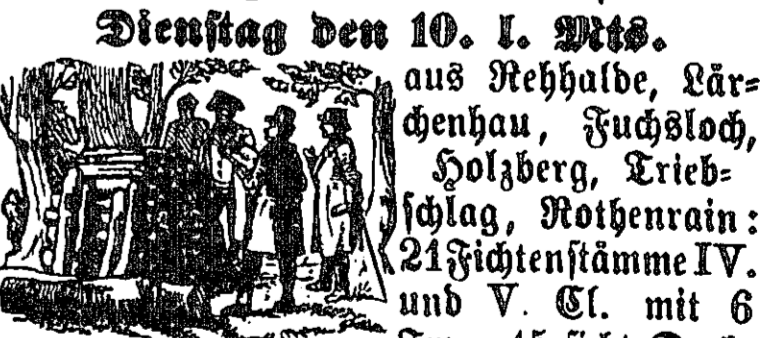 Dienstag den 10. l. Mts.
aus Rehhalde, Lär=
chenhau, Fuchsloch,
Holzberg, Trieb=
schlag, Rothenrain:
21 Fichtenstämme IV.
und V. Cl. mit 6